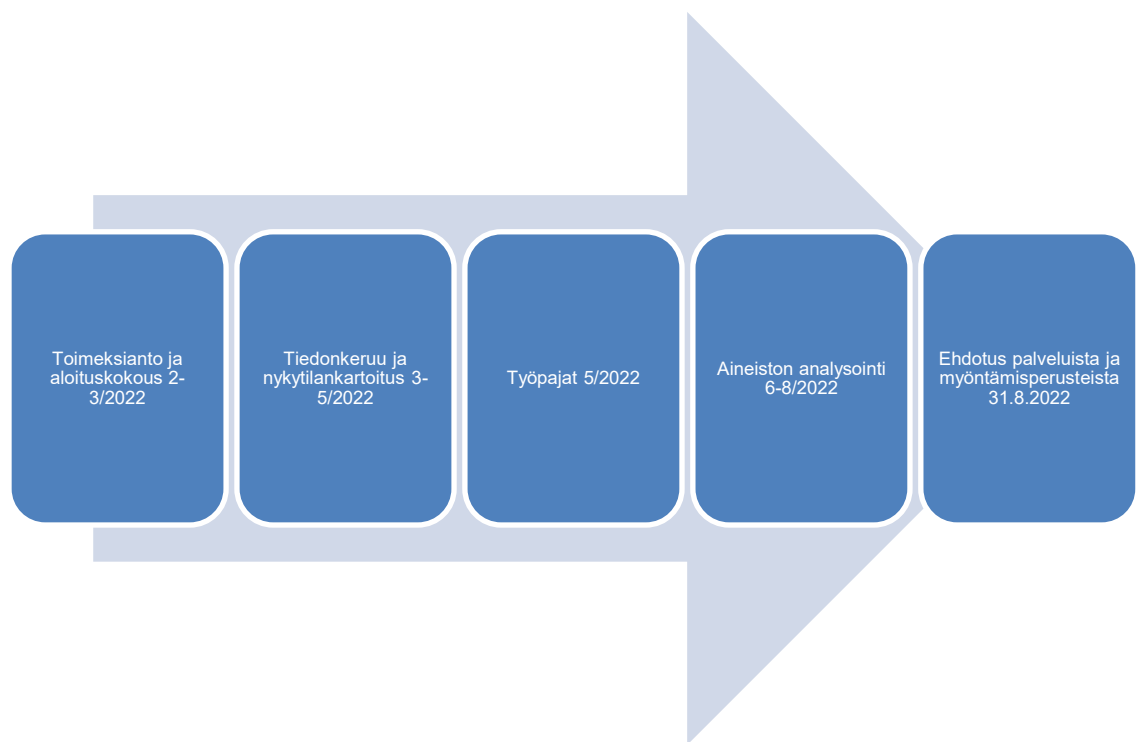 Toimeksianto ja
aloituskokous 2-
3/2022
Tiedonkeruu ja
nykytilankartoitus 3-
5/2022
Työpajat 5/2022
Aineiston analysointi
6-8/2022
Ehdotus palveluista ja
myöntämisperusteista
31.8.2022